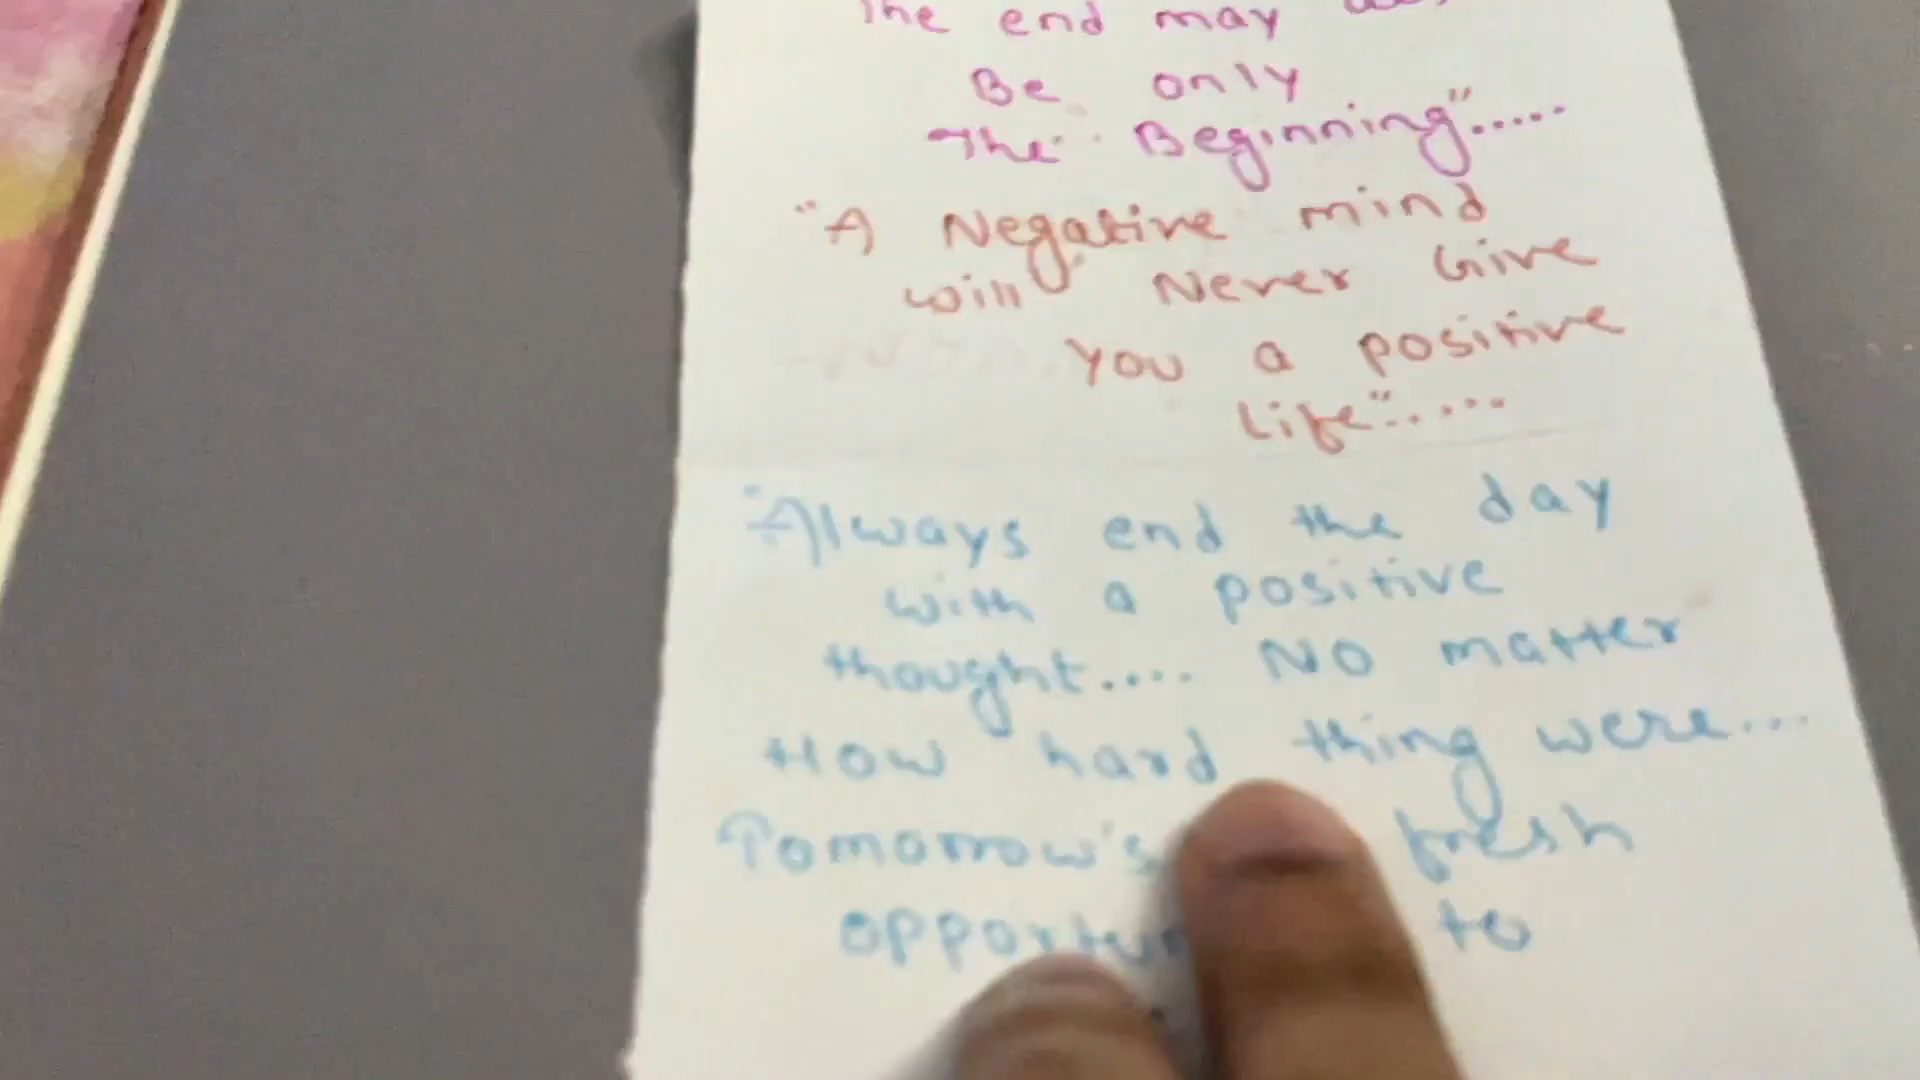 The end may
Be only
The Beginning".....
"A Negative mind
will Never Give
you a positive
Life".....
"Always end the day
with a positive
thought.... NO matter
How hard thing were...
Tomorrow's fresh
to